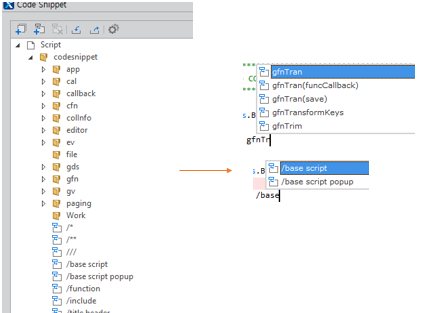 Code Snippet
Script
codesnippet
app
cal
callback
cfn
colInfo
editor
ev
file
gds
gfn
gv
paging
Work
/*
/**
///
/base script
/base script popup
/function
/include
/title header
****
CO
****
s.B
gfnTran
gfnTran(funcCallback)
gfnTran(save)
gfnTransformKeys
gfnTrim
gfnTr
s.B
/base script
/base script popup
/base